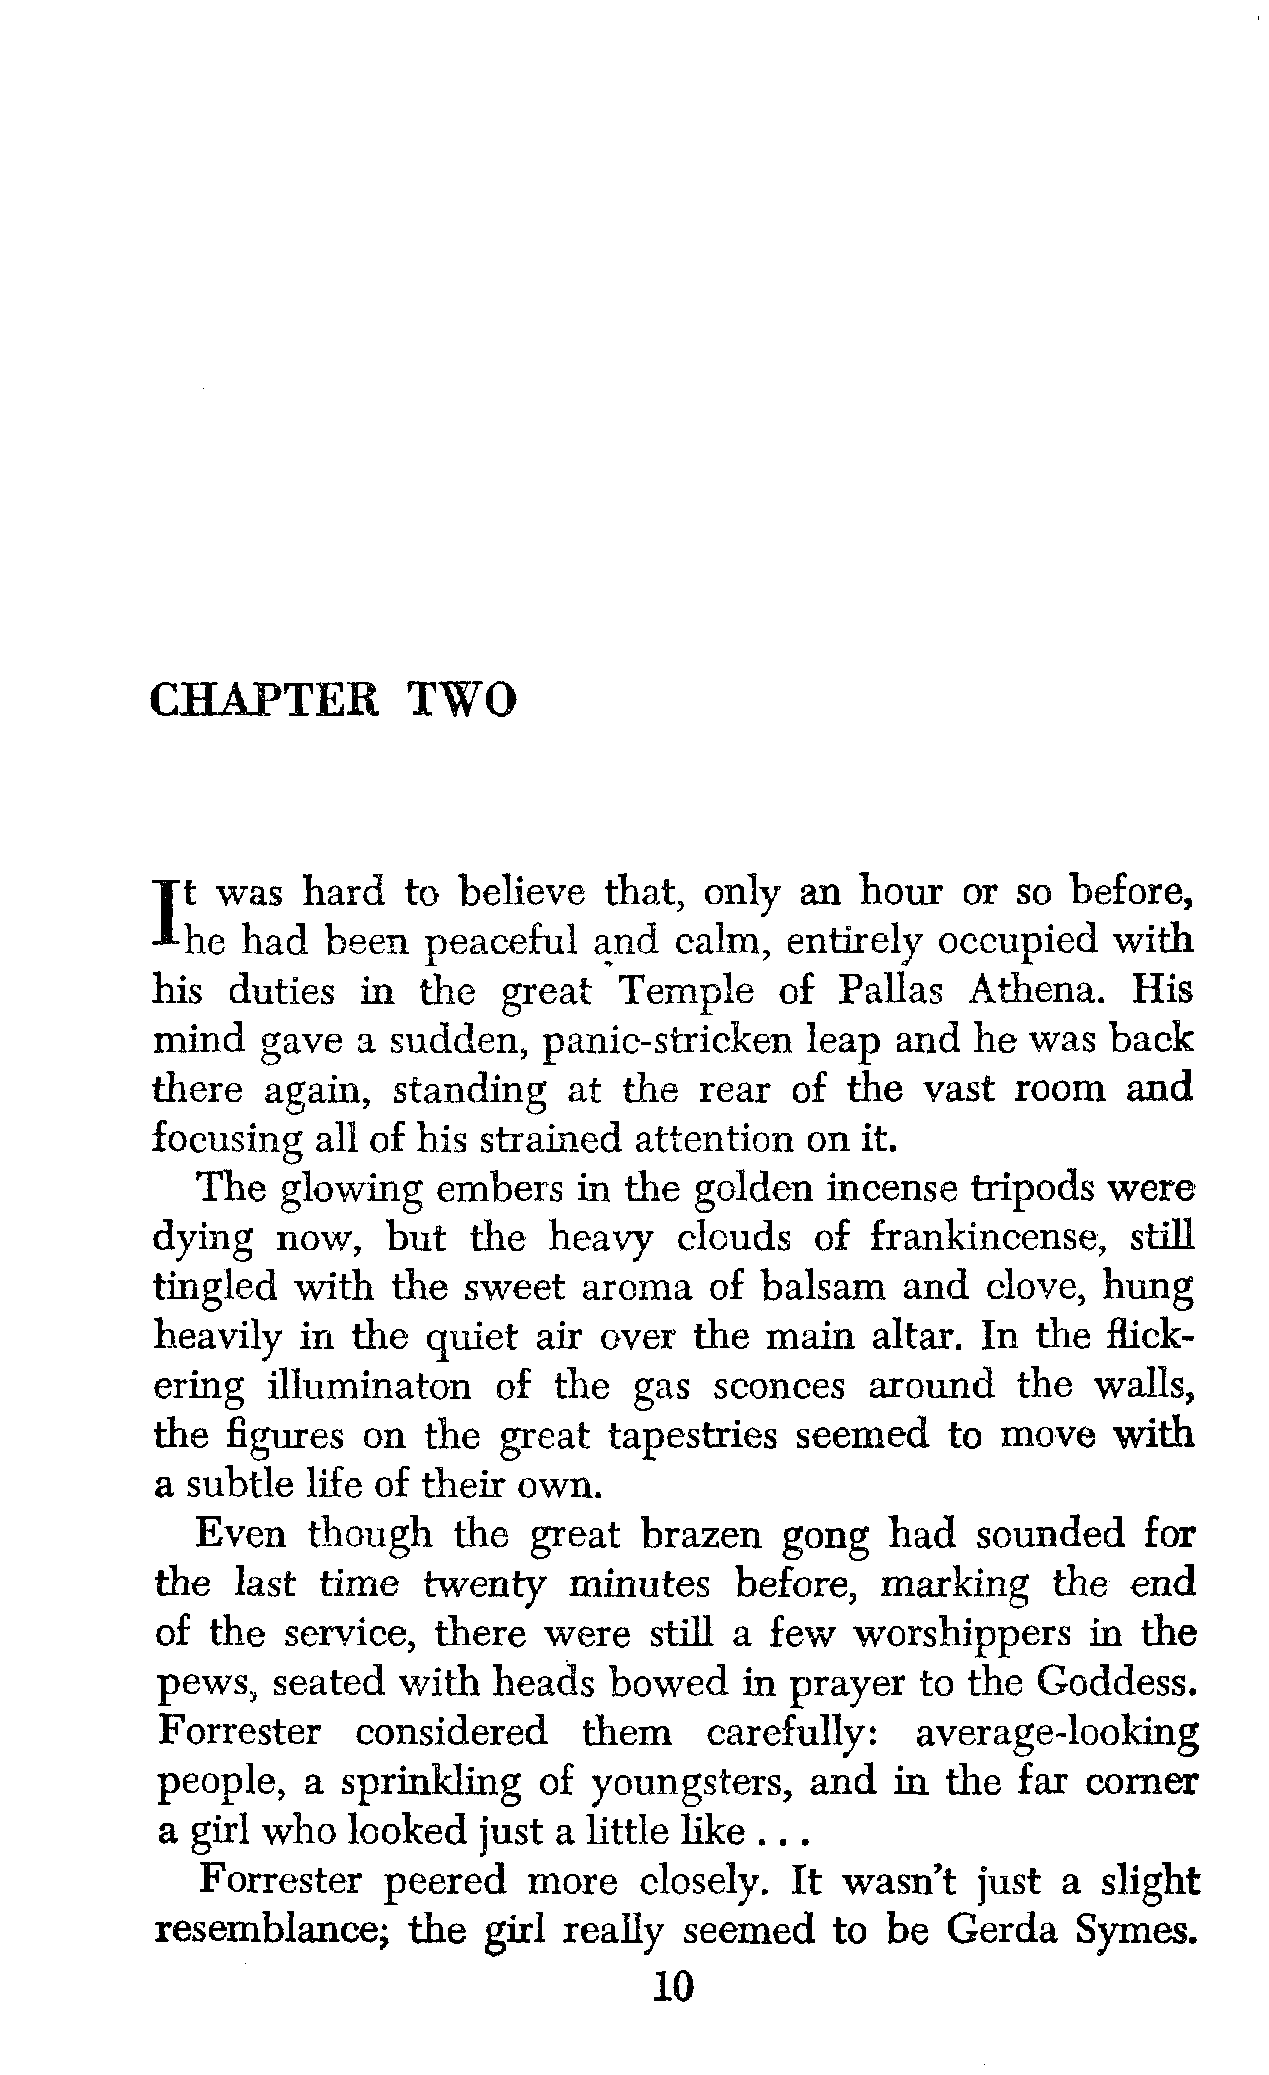 CHAPTER TWO
It was hard to believe that, only an hour or so before,
he had been peaceful and calm, entirely occupied with
his duties in the great Temple of Pallas Athena. His
mind gave a sudden, panic-stricken leap and he was back
there again, standing at the rear of the vast room and
focusing all of his strained attention on it.
The glowing embers in the golden incense tripods were
dying now, but the heavy clouds of frankincense, still
tingled with the sweet aroma of balsam and clove, hung
heavily in the quiet air over the main altar. In the flick-
ering illuminaton of the gas sconces around the walls,
the figures on the great tapestries seemed to move with
a subtle life of their own.
Even though the great brazen gong had sounded for
the last time twenty minutes before, marking the end
of the service, there were still a few worshippers in the
pews, seated with heads bowed in prayer to the Goddess.
Forrester considered them carefully: average-looking
people, a sprinkling of youngsters, and in the far corner
a girl who looked just a little like . . .
Forrester peered more closely. It wasn't just a slight
resemblance; the girl really seemed to be Gerda Symes.
10